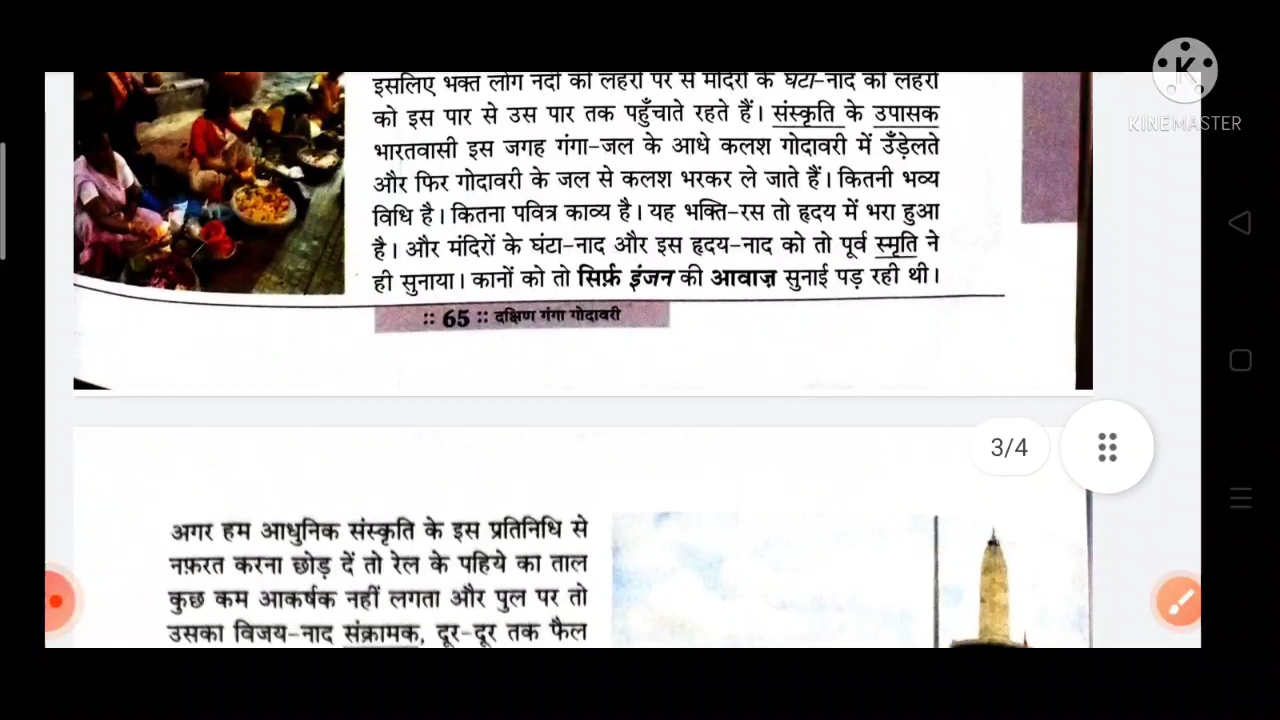 इसलिए भक्त लोग नदी की लहरों पर से मंदिरों के घंटा-नाद की लहरों
को इस पार से उस पार तक पहुँचाते रहते हैं। संस्कृति के उपासक
भारतवासी इस जगह गंगा-जल के आधे कलश गोदावरी में उँड़ेलते
और फिर गोदावरी के जल से कलश भरकर ले जाते हैं। कितनी भव्य
विधि है। कितना पवित्र काव्य है। यह भक्ति-रस तो हृदय में भरा हुआ
है। और मंदिरों के घंटा-नाद और इस हृदय-नाद को तो पूर्व स्मृति ने
ही सुनाया। कानों को तो सिर्फ़ इंजन की आवाज़ सुनाई पड़ रही थी।
:: 65 :: दक्षिण गंगा गोदावरी
अगर हम आधुनिक संस्कृति के इस प्रतिनिधि से
नफ़रत करना छोड़ दें तो रेल के पहिये का ताल
कुछ कम आकर्षक नहीं लगता और पुल पर तो
उसका विजय-नाद संक्रामक, दूर-दूर तक फैल
3/4
K
KINEMASTER